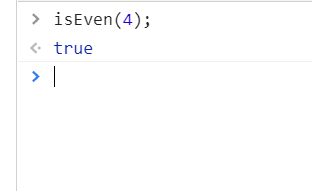 > isEven(4);
<· true
>